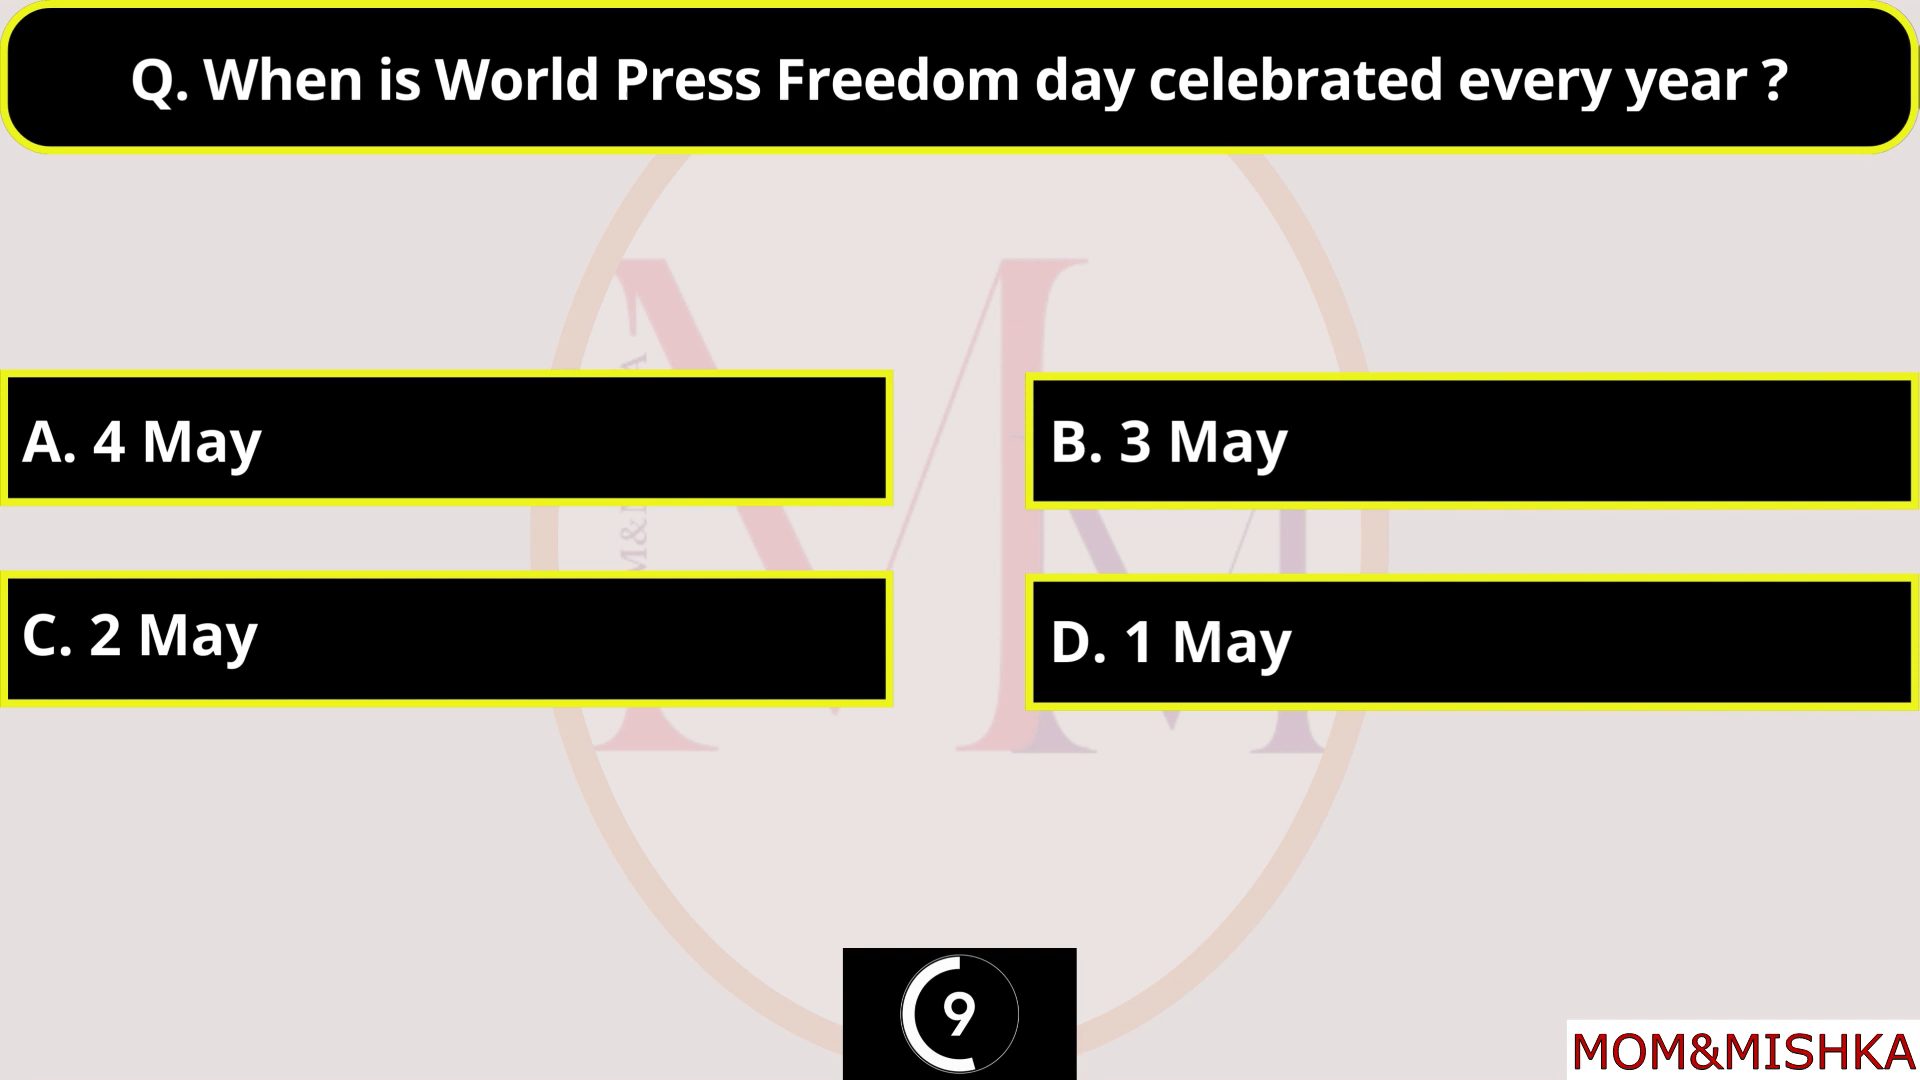 Q. When is World Press Freedom day celebrated every year ?
A. 4 May
B. 3 May
C. 2 May
D. 1 May
9
MOM&MISHKA